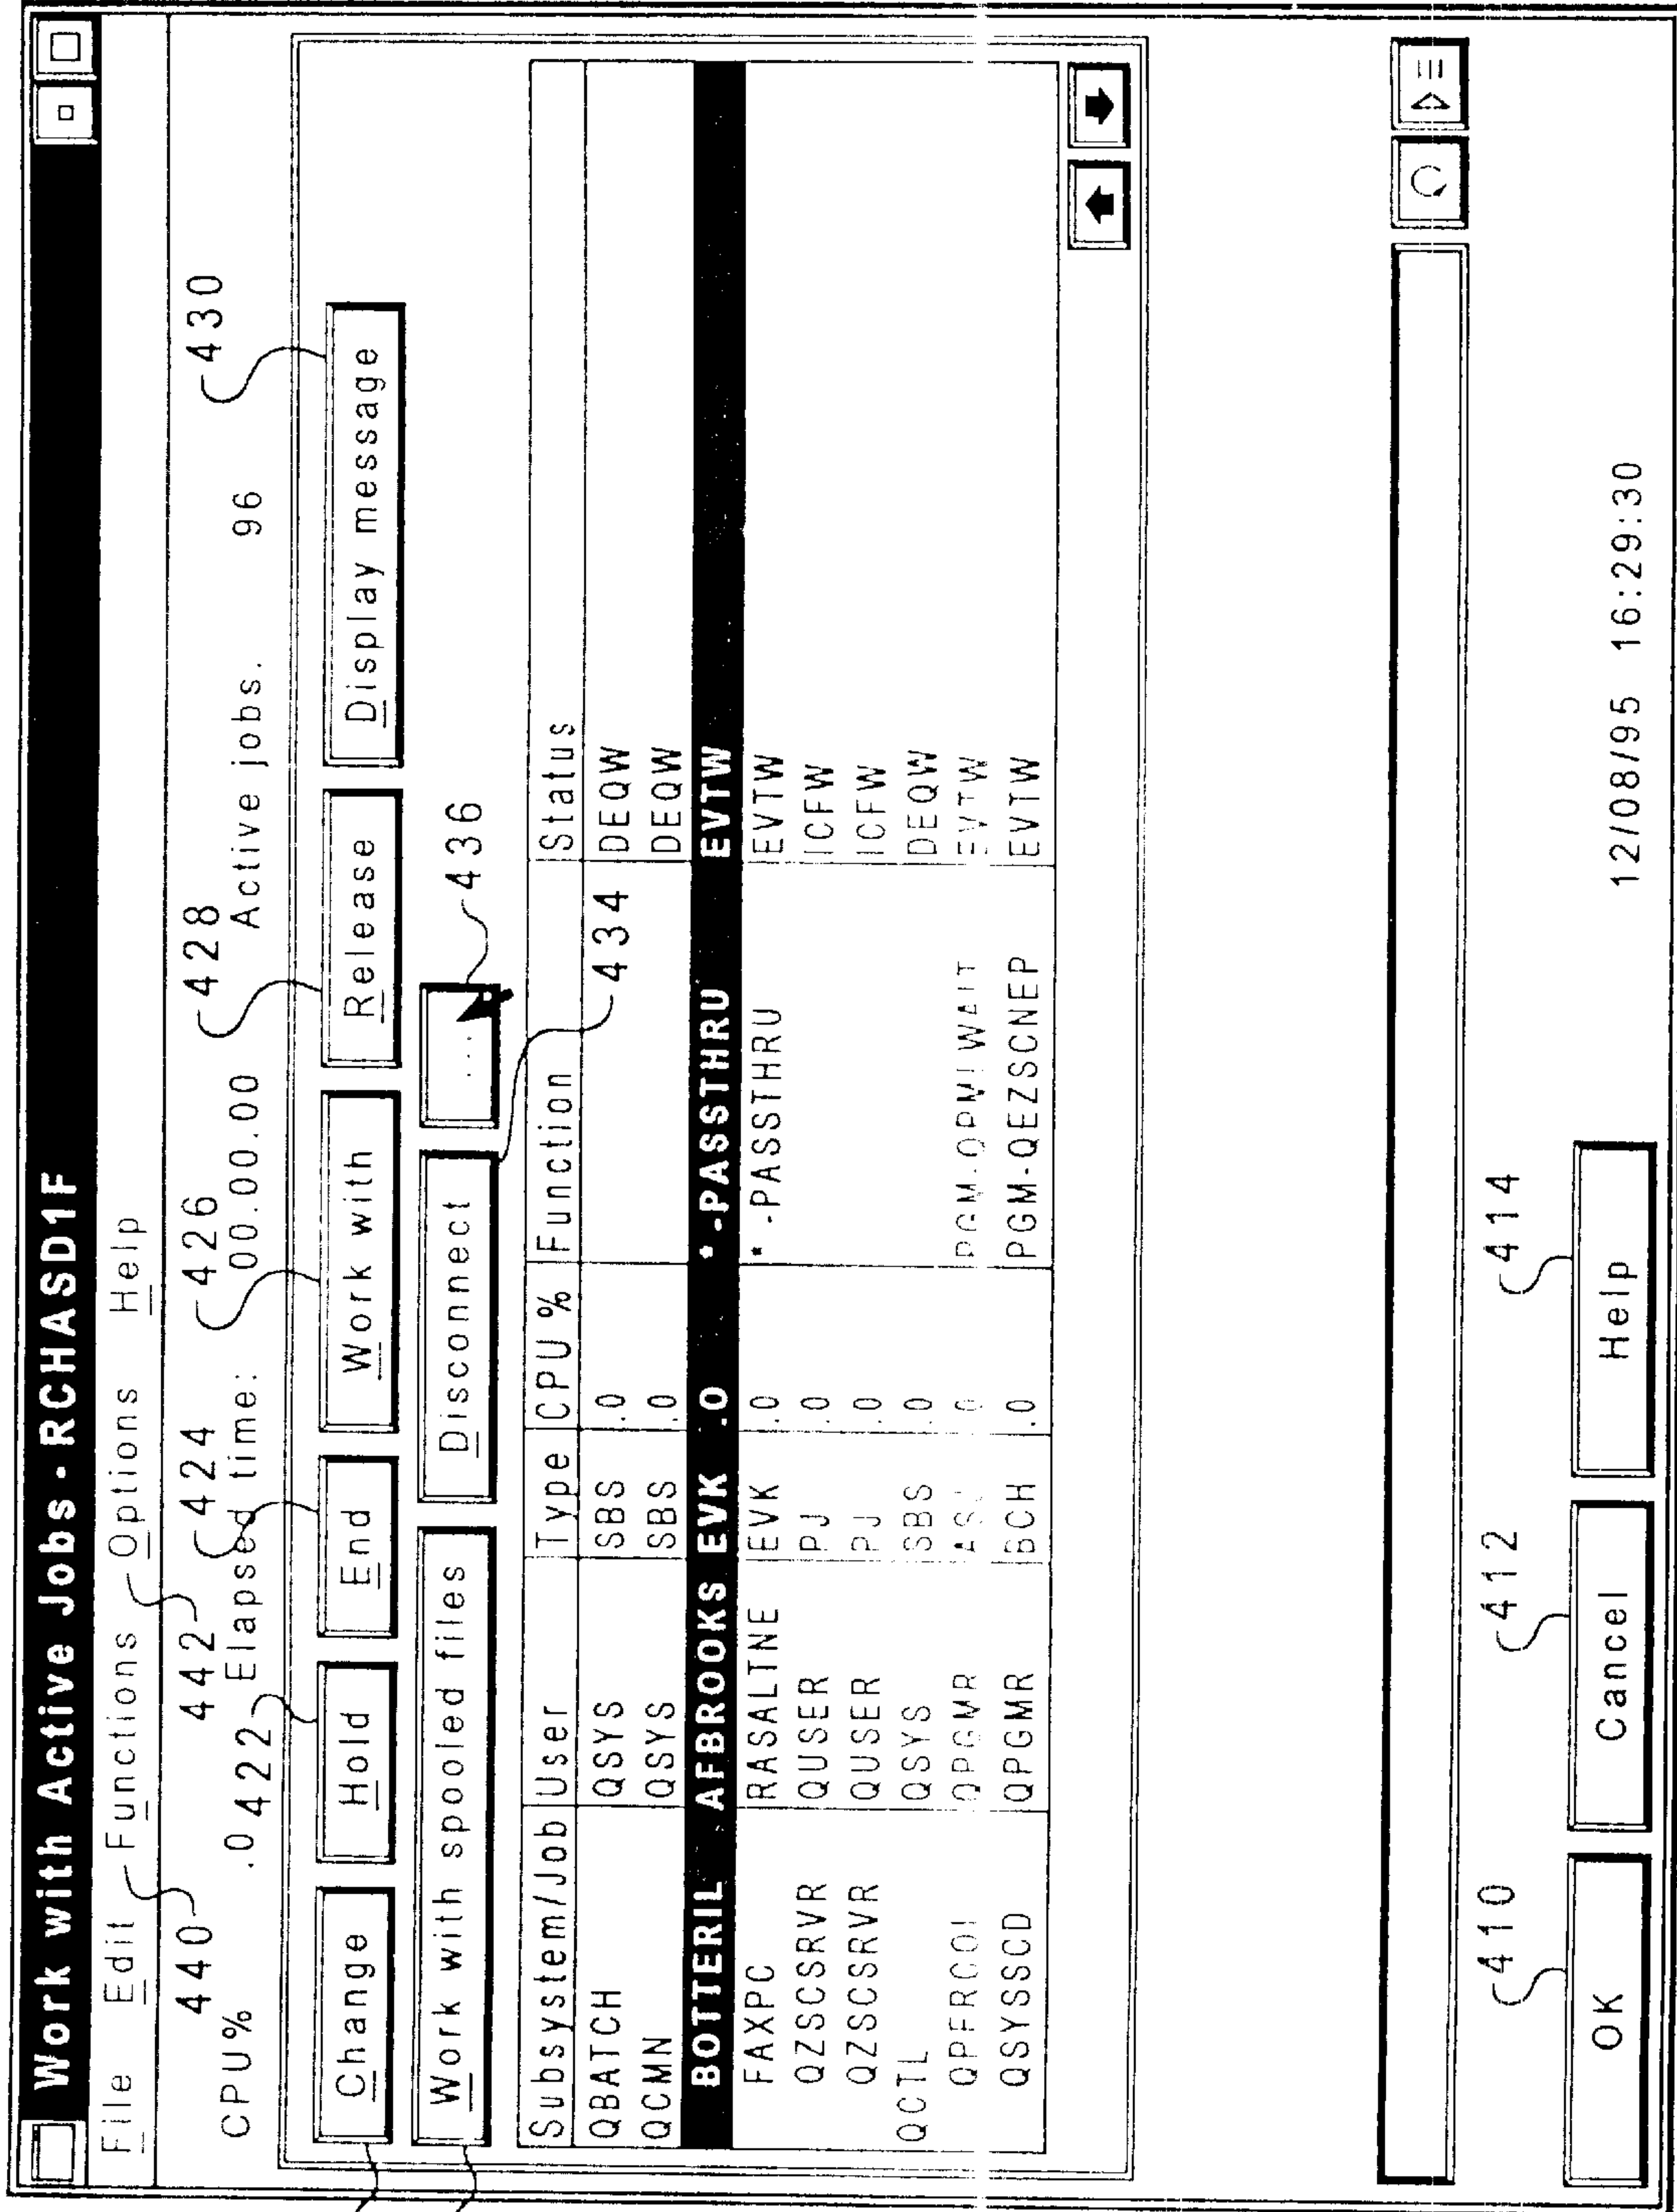 Work with Active Jobs - RCHASD1F
File Edit Functions Options Help
440 442 424 426 428 430
CPU% .0 Elapsed time: 00.00.00 Active jobs. 96
422
Change Hold End Work with Release Display message
Work with spooled files Disconnect ... 436
434
Subsystem/Job User Type CPU% Function Status
QBATCH QSYS SBS .0 DEQW
QCMN QSYS SBS .0 DEQW
BOTTERIL AFBROOKS EVK .0 *-PASSTHRU EVTW
FAXPC RASALTNE EVK .0 *-PASSTHRU EVTW
QZSCSRVR QUSER PJ .0 ICFW
QZSCSRVR QUSER PJ .0 ICFW
QCTL QSYS SBS .0 DEQW
QPGMR .0 EVTW
QSYSSCD QPGMR BCH .0 PGM-QEZSCNEP EVTW
410 412 414
OK Cancel Help
12/08/95 16:29:30